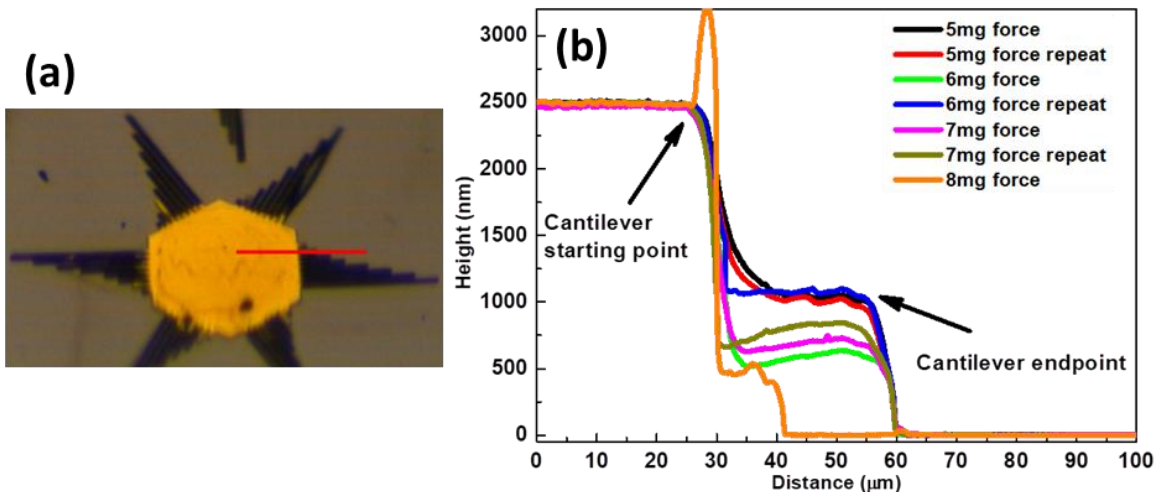 (a)
(b)
3000
2500
2000
1500
1000
500
0
Height (nm)
5mg force
5mg force repeat
6mg force
6mg force repeat
7mg force
7mg force repeat
8mg force
Cantilever
starting point
Cantilever endpoint
0 10 20 30 40 50 60 70 80 90 100
Distance (μm)